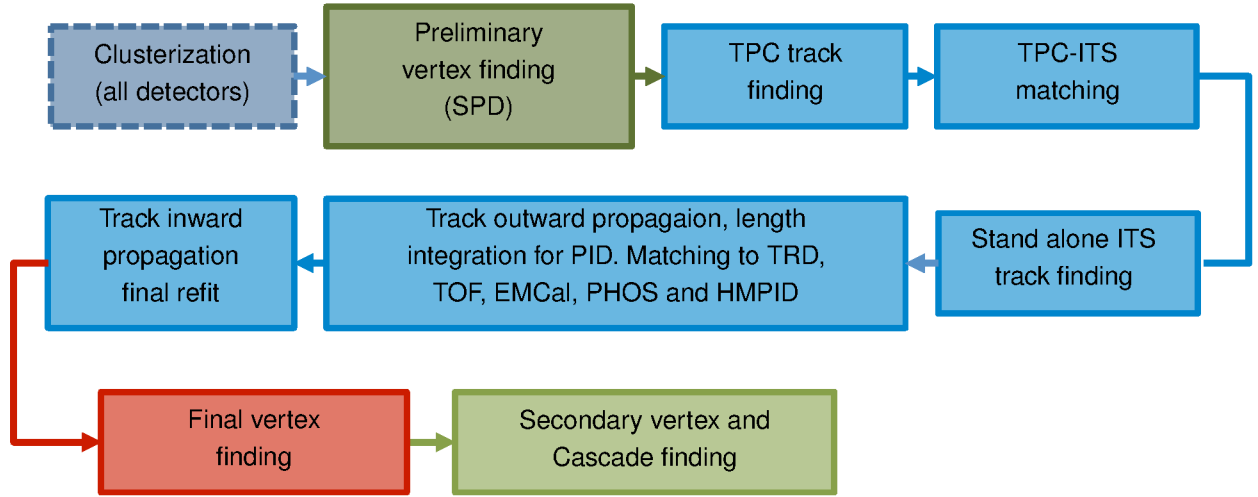 Clusterization
(all detectors)
Preliminary
vertex finding
(SPD)
TPC track
finding
TPC-ITS
matching
Stand alone ITS
track finding
Track outward propagaion, length
integration for PID. Matching to TRD,
TOF, EMCal, PHOS and HMPID
Track inward
propagation
final refit
Final vertex
finding
Secondary vertex and
Cascade finding